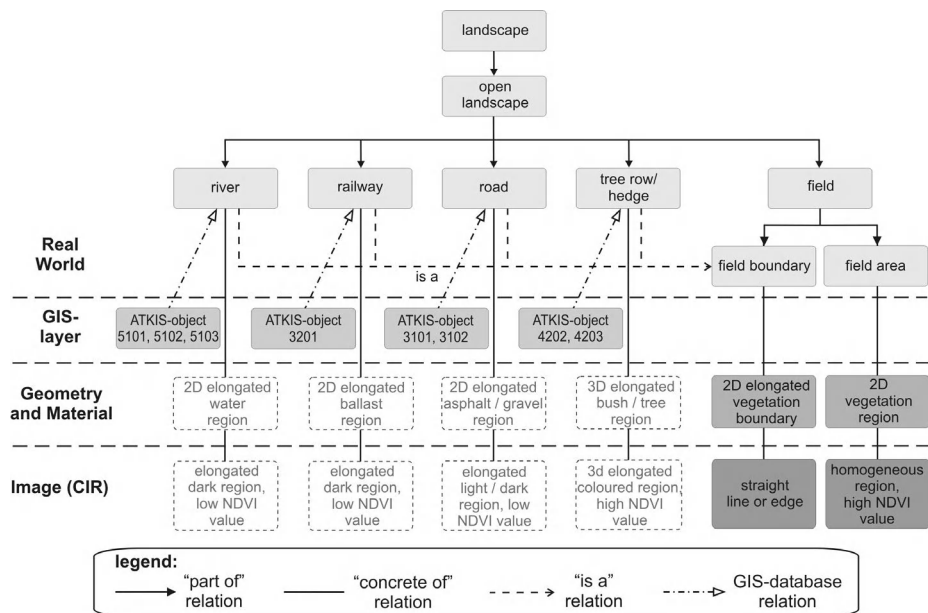 landscape
open
landscape
river
railway
road
tree row/
hedge
field
Real
World
is a
field boundary
field area
GIS-
layer
ATKIS-object
5101, 5102, 5103
ATKIS-object
3201
ATKIS-object
3101, 3102
ATKIS-object
4202, 4203
Geometry
and Material
2D elongated
water
region
2D elongated
ballast
region
2D elongated
asphalt / gravel
region
3D elongated
bush / tree
region
2D elongated
vegetation
boundary
2D
vegetation
region
Image (CIR)
elongated
dark region,
low NDVI
value
elongated
dark region,
low NDVI
value
elongated
light / dark
region, low
NDVI value
3d elongated
coloured region,
high NDVI
value
straight
line or edge
homogeneous
region,
high NDVI
value
legend:
"part of"
relation
"concrete of"
relation
"is a"
relation
GIS-database
relation